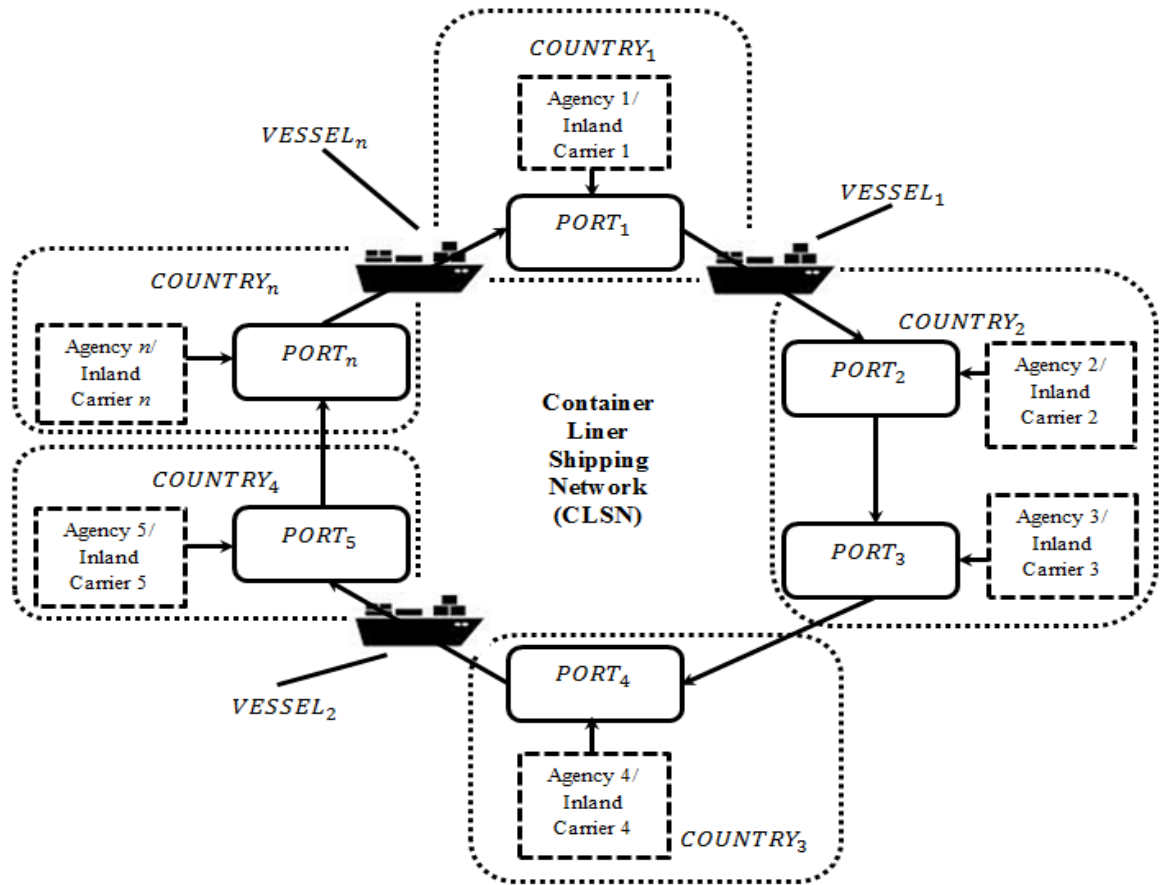 COUNTRY₁
Agency 1/
Inland
Carrier 1
PORT₁
VESSELₙ
VESSEL₁
COUNTRYₙ
Agency n/
Inland
Carrier n
PORTₙ
COUNTRY₂
PORT₂
Agency 2/
Inland
Carrier 2
Container
Liner
Shipping
Network
(CLSN)
COUNTRY₄
Agency 5/
Inland
Carrier 5
PORT₅
PORT₃
Agency 3/
Inland
Carrier 3
VESSEL₂
PORT₄
Agency 4/
Inland
Carrier 4
COUNTRY₃